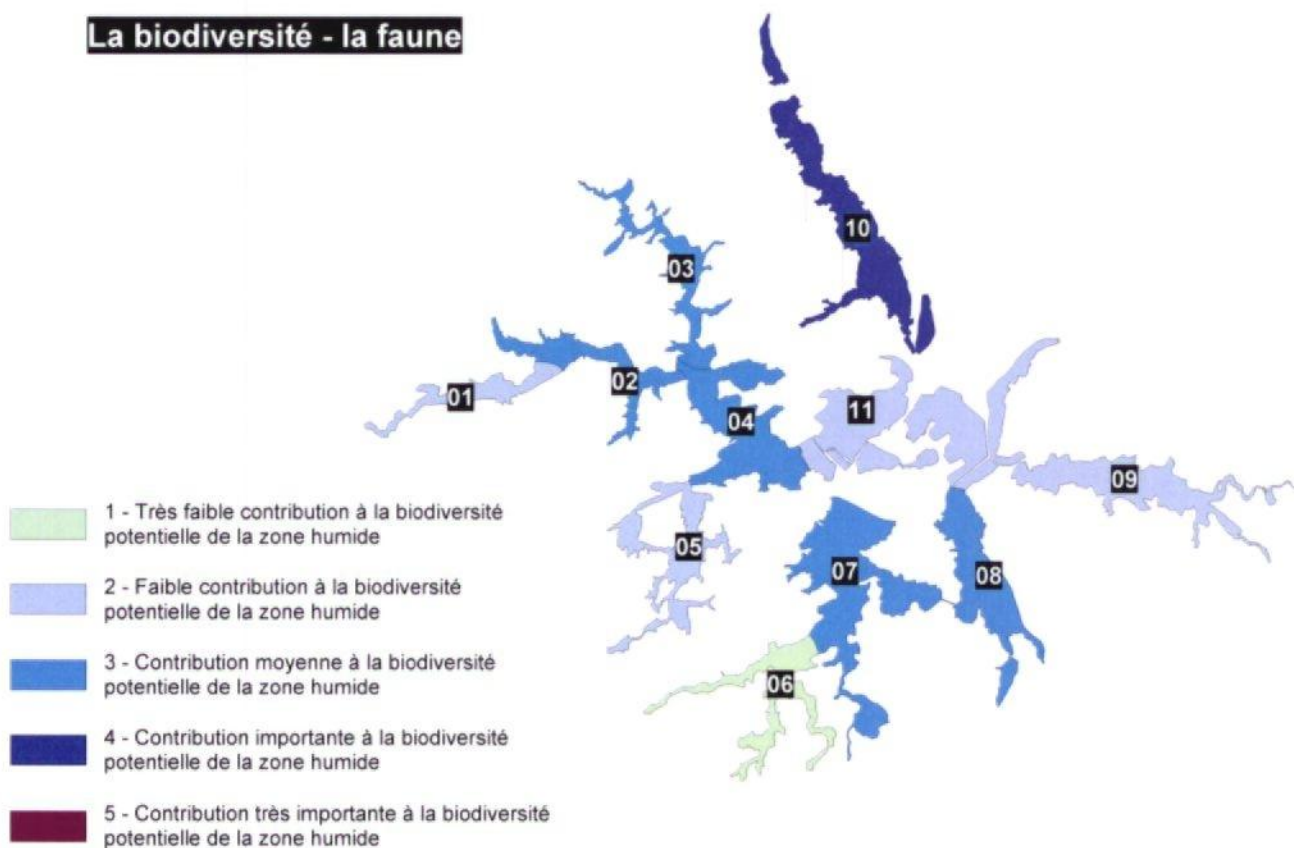 La biodiversité - la faune
10
03
02
01
11
04
09
05
07
08
06
1 - Très faible contribution à la biodiversité
potentielle de la zone humide
2 - Faible contribution à la biodiversité
potentielle de la zone humide
3 - Contribution moyenne à la biodiversité
potentielle de la zone humide
4 - Contribution importante à la biodiversité
potentielle de la zone humide
5 - Contribution très importante à la biodiversité
potentielle de la zone humide